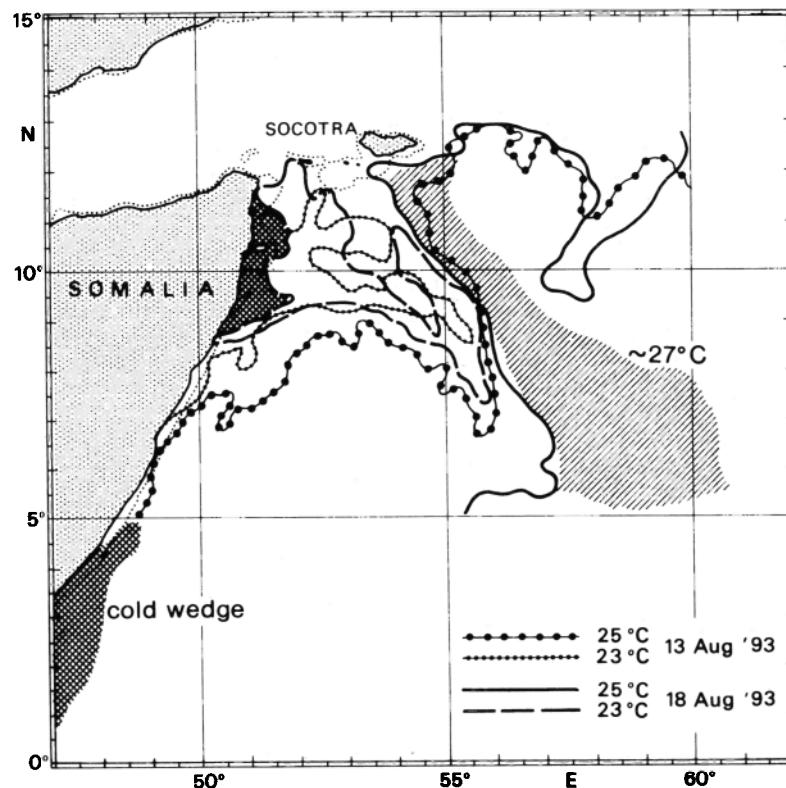 15°
N
SOCOTRA
10°
SOMALIA
~27°C
5°
cold wedge
25°C 13 Aug '93
23°C
25°C 18 Aug '93
23°C
0°
50° 55° E 60°